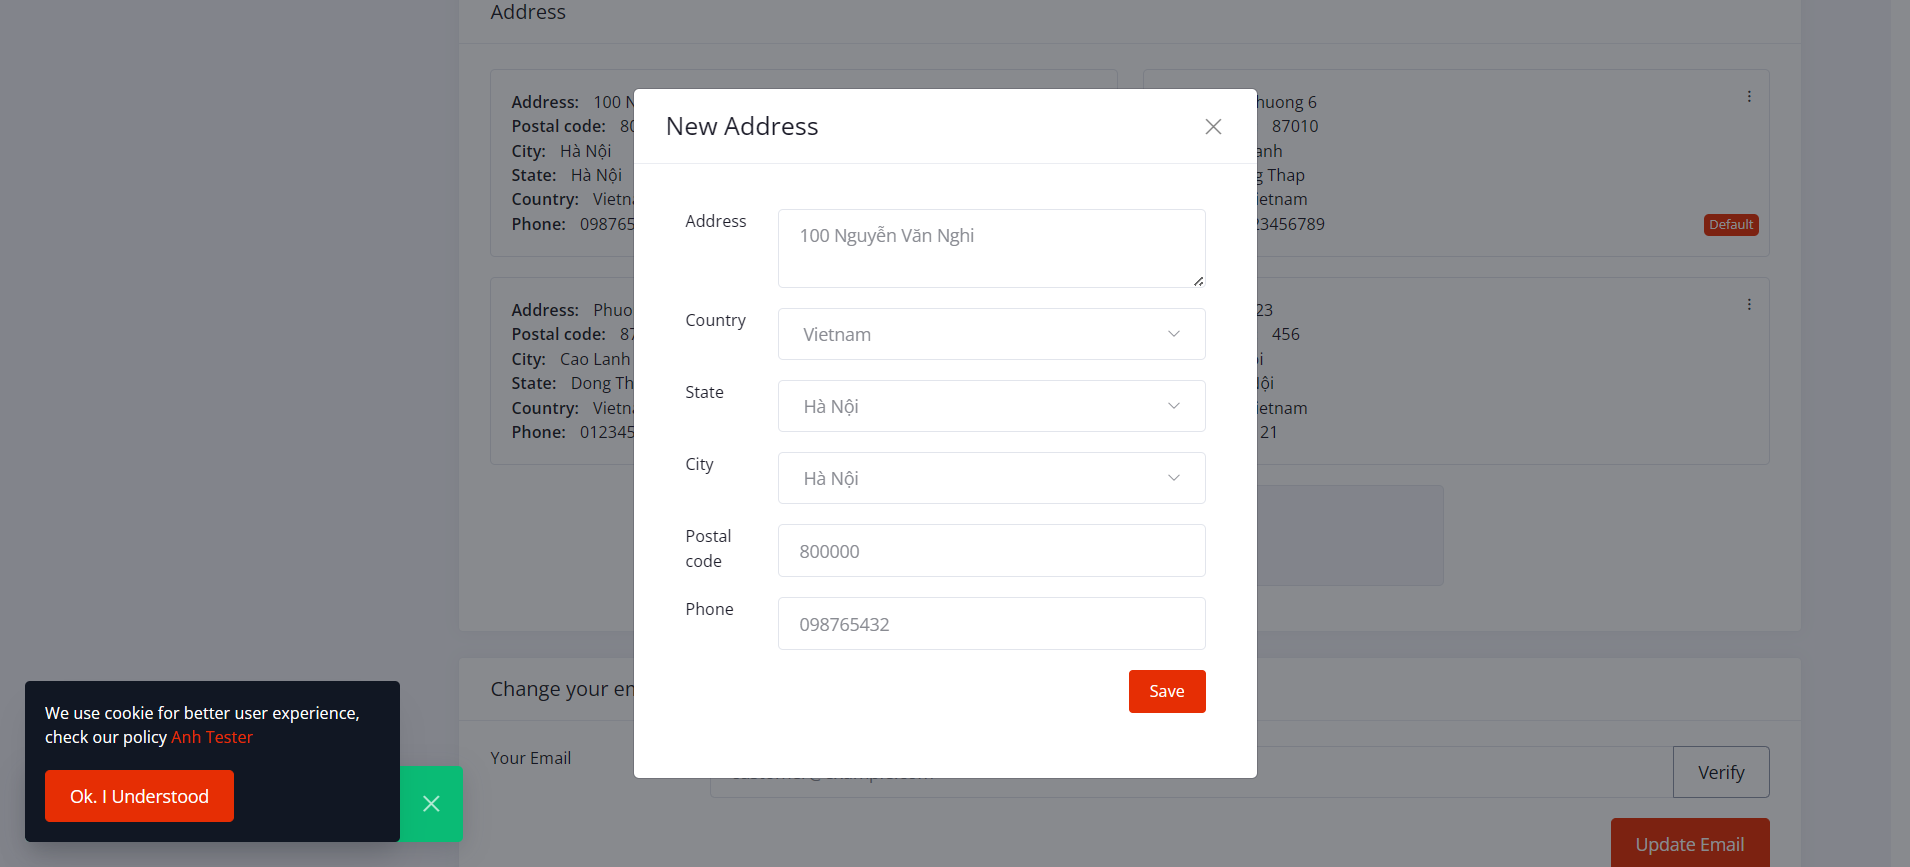 Address
Address: 100 N
Postal code: 80
City: Hà Nội
State: Hà Nội
Country: Vietn
Phone: 098765
huong 6
87010
anh
g Thap
ietnam
23456789
Default
Address: Phuo
Postal code: 87
City: Cao Lanh
State: Dong Th
Country: Vietn
Phone: 012345
23
456
ội
ietnam
21
New Address
Address
100 Nguyễn Văn Nghi
Country
Vietnam
State
Hà Nội
City
Hà Nội
Postal
code
800000
Phone
098765432
Save
Change your em
Your Email
Verify
Update Email
We use cookie for better user experience,
check our policy Anh Tester
Ok. I Understood